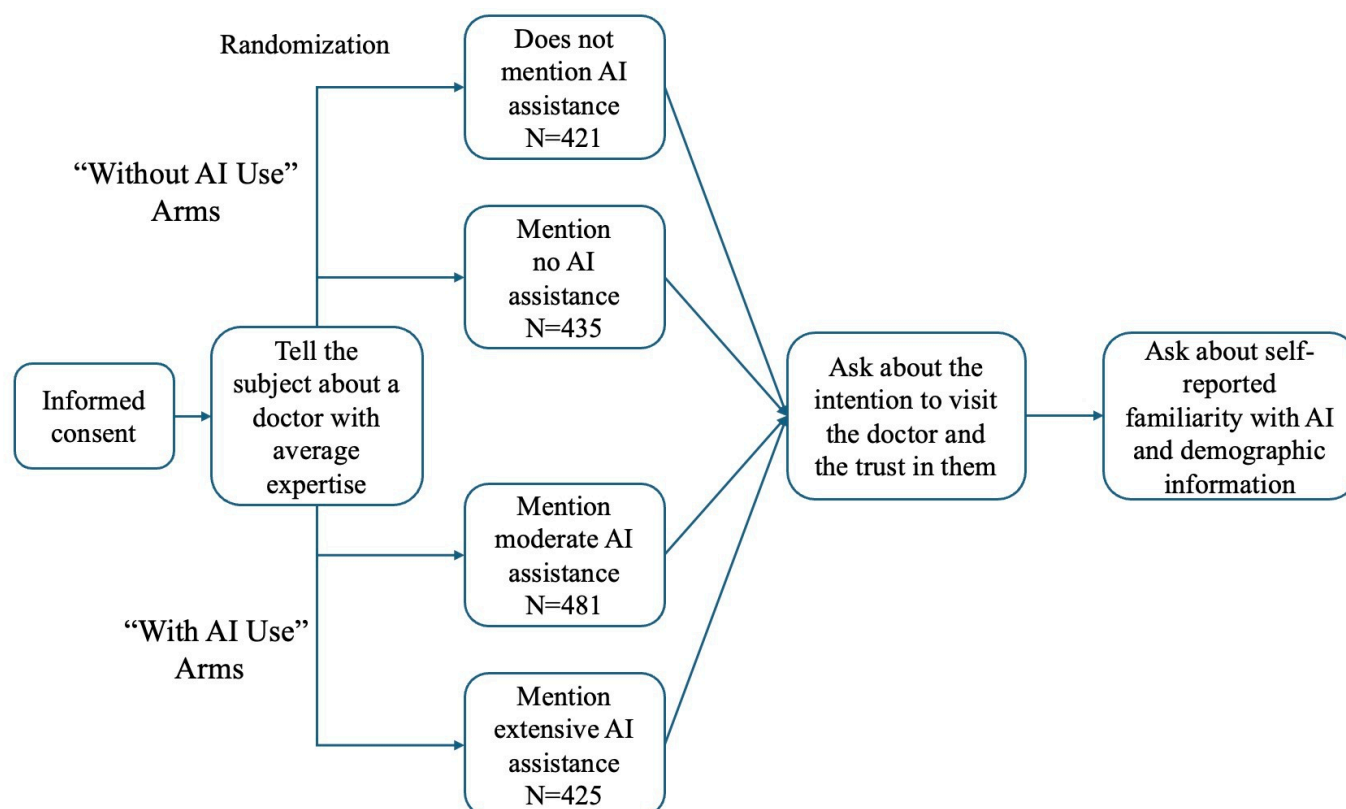 Randomization
“Without AI Use”
Arms
Does not
mention AI
assistance
N=421
Mention
no AI
assistance
N=435
Informed
consent
Tell the
subject about a
doctor with
average
expertise
“With AI Use”
Arms
Mention
moderate AI
assistance
N=481
Mention
extensive AI
assistance
N=425
Ask about the
intention to visit
the doctor and
the trust in them
Ask about self-
reported
familiarity with AI
and demographic
information